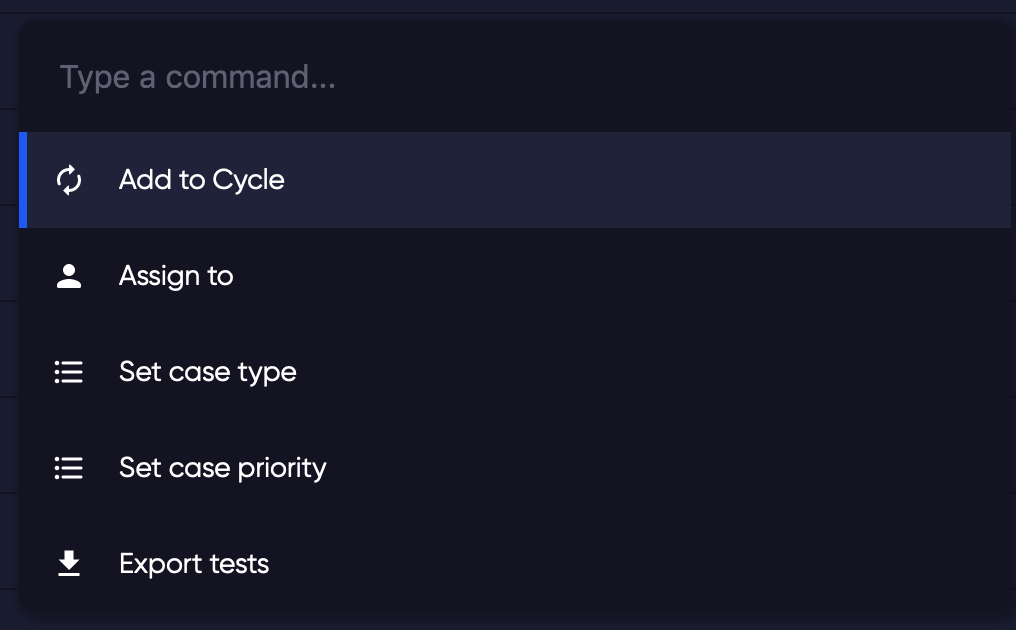 Type a command...
Add to Cycle
Assign to
Set case type
Set case priority
Export tests